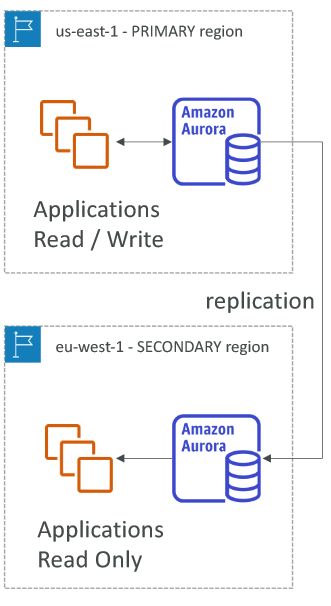 us-east-1 - PRIMARY region
Amazon
Aurora
Applications
Read / Write
replication
eu-west-1 - SECONDARY region
Amazon
Aurora
Applications
Read Only